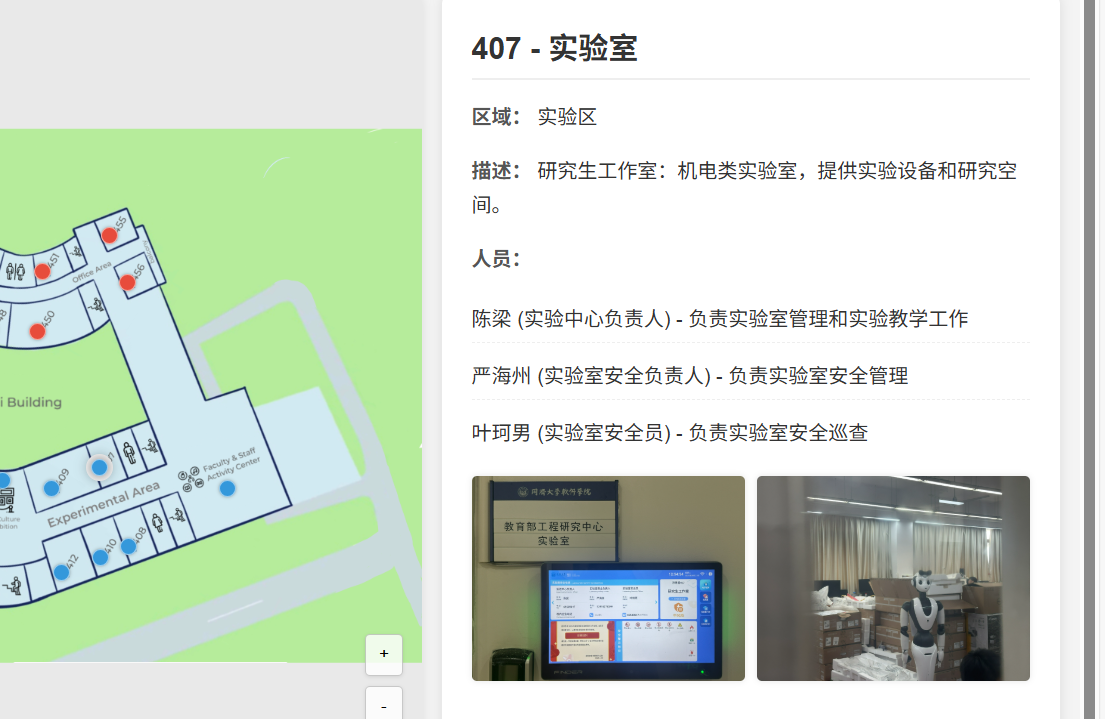 407 - 实验室
区域： 实验区
描述： 研究生工作室：机电类实验室，提供实验设备和研究空
间。
人员：
陈梁 (实验中心负责人) - 负责实验室管理和实验教学工作
严海州 (实验室安全负责人) - 负责实验室安全管理
叶珂男 (实验室安全员) - 负责实验室安全巡查
455
451
Office Area
456
450
i Building
409
Faculty & Staff
Activity Center
Experimental Area
408
410
412
+
-
同济大学软件学院
教育部工程研究中心
实验室